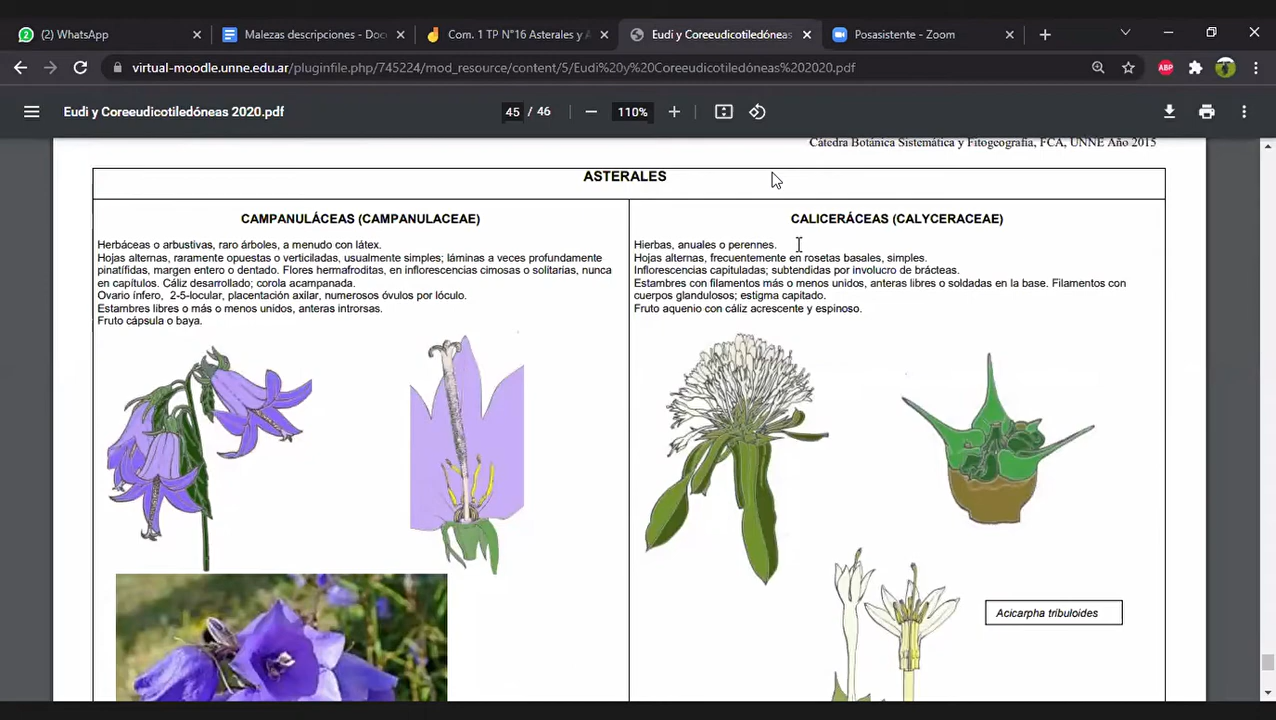 (2) WhatsApp
Malezas descripciones - Doc
Com. 1 TP N°16 Asterales y A
Eudi y Coreeudicotiledóneas
Posasistente - Zoom
virtual-moodle.unne.edu.ar/pluginfile.php/745224/mod_resource/content/5/Eudi%20y%20Coreeudicotiledóneas%202020.pdf
ABP
Eudi y Coreeudicotiledóneas 2020.pdf
45 / 46
110%
Cátedra Botánica Sistemática y Fitogeografía, FCA, UNNE Año 2015
ASTERALES
CAMPANULÁCEAS (CAMPANULACEAE)
Herbáceas o arbustivas, raro árboles, a menudo con látex.
Hojas alternas, raramente opuestas o verticiladas, usualmente simples; láminas a veces profundamente
pinatífidas, margen entero o dentado. Flores hermafroditas, en inflorescencias cimosas o solitarias, nunca
en capítulos. Cáliz desarrollado; corola acampanada.
Ovario ínfero, 2-5-locular, placentación axilar, numerosos óvulos por lóculo.
Estambres libres o más o menos unidos, anteras introrsas.
Fruto cápsula o baya.
CALICERÁCEAS (CALYCERACEAE)
Hierbas, anuales o perennes.
Hojas alternas, frecuentemente en rosetas basales, simples.
Inflorescencias capituladas; subtendidas por involucro de brácteas.
Estambres con filamentos más o menos unidos, anteras libres o soldadas en la base. Filamentos con
cuerpos glandulosos; estigma capitado.
Fruto aquenio con cáliz acrescente y espinoso.
Acicarpha tribuloides